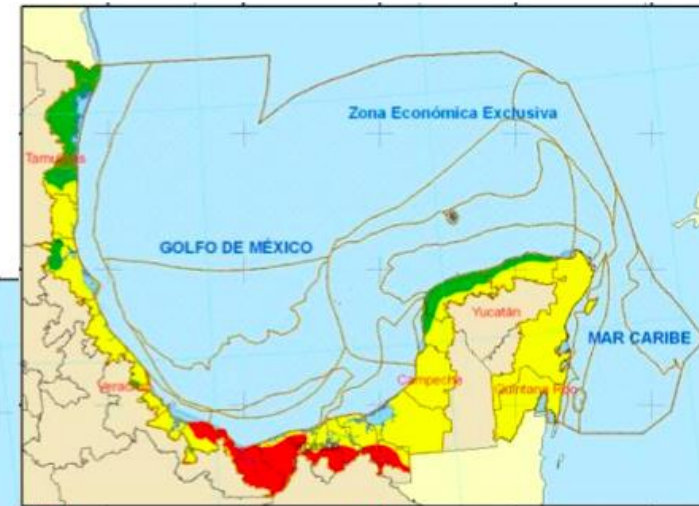 Zona Económica Exclusiva
Tamaulipas
GOLFO DE MÉXICO
Yucatán
MAR CARIBE
Campeche
Quintana Roo
Veracruz